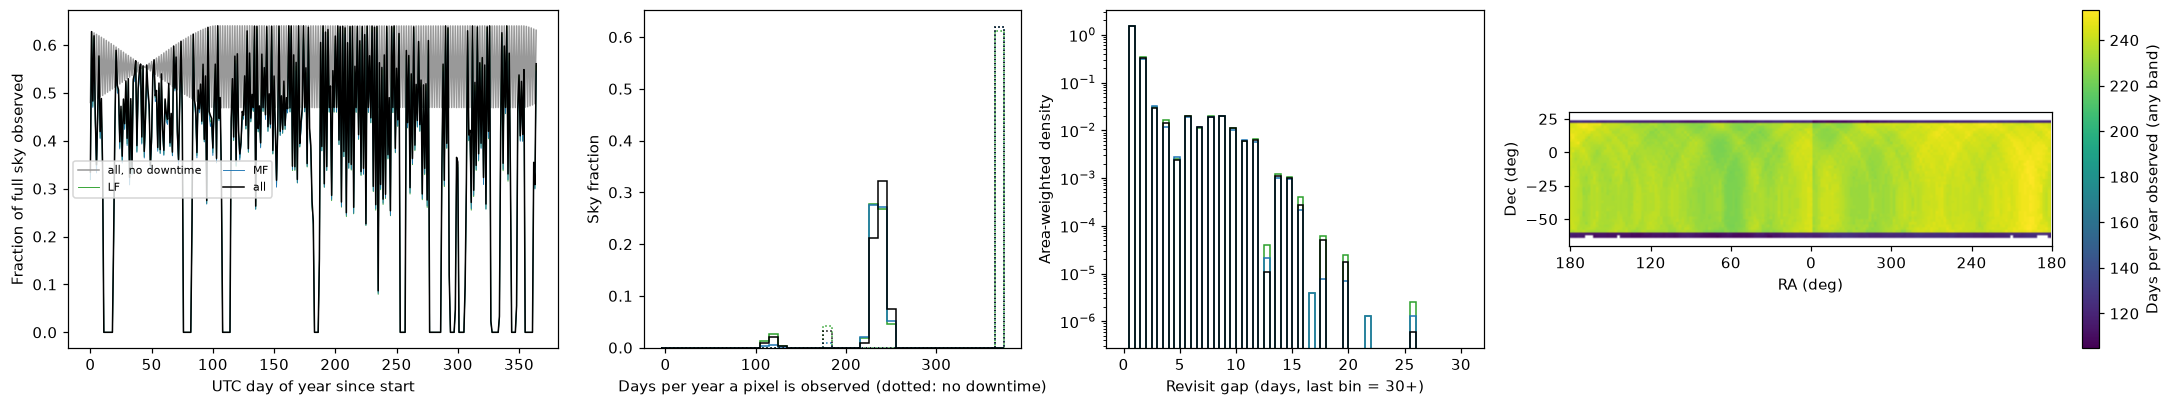 Fraction of full sky observed
0.6
0.5
0.4
0.3
0.2
0.1
0.0
all, no downtime
LF
MF
all
0 50 100 150 200 250 300 350
UTC day of year since start
Sky fraction
0.6
0.5
0.4
0.3
0.2
0.1
0.0
0 100 200 300
Days per year a pixel is observed (dotted: no downtime)
Area-weighted density
10⁰
10⁻¹
10⁻²
10⁻³
10⁻⁴
10⁻⁵
10⁻⁶
0 5 10 15 20 25 30
Revisit gap (days, last bin = 30+)
Dec (deg)
25
0
−25
−50
180 120 60 0 300 240 180
RA (deg)
240
220
200
180
160
140
120
Days per year observed (any band)